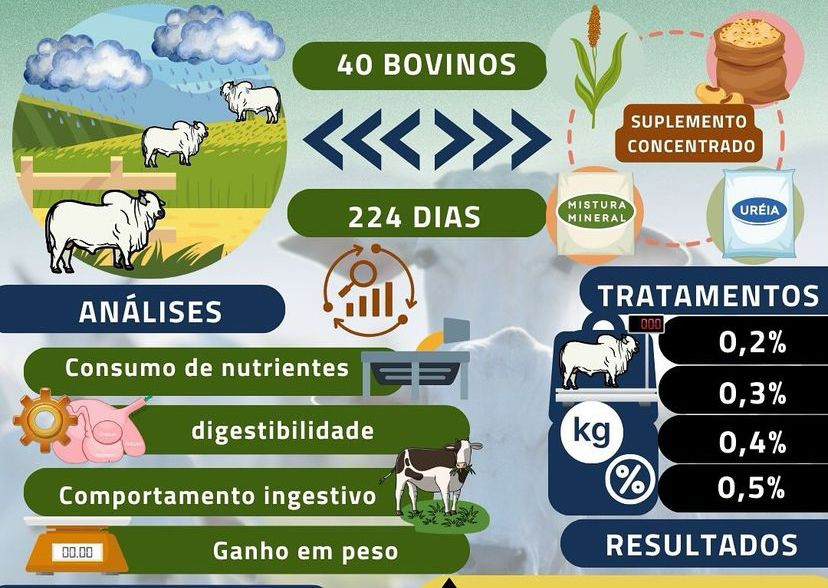 40 BOVINOS
224 DIAS
SUPLEMENTO
CONCENTRADO
MISTURA
MINERAL
URÉIA
ANÁLISES
Consumo de nutrientes
digestibilidade
Comportamento ingestivo
00.00
Ganho em peso
TRATAMENTOS
000
kg
%
0,2%
0,3%
0,4%
0,5%
RESULTADOS